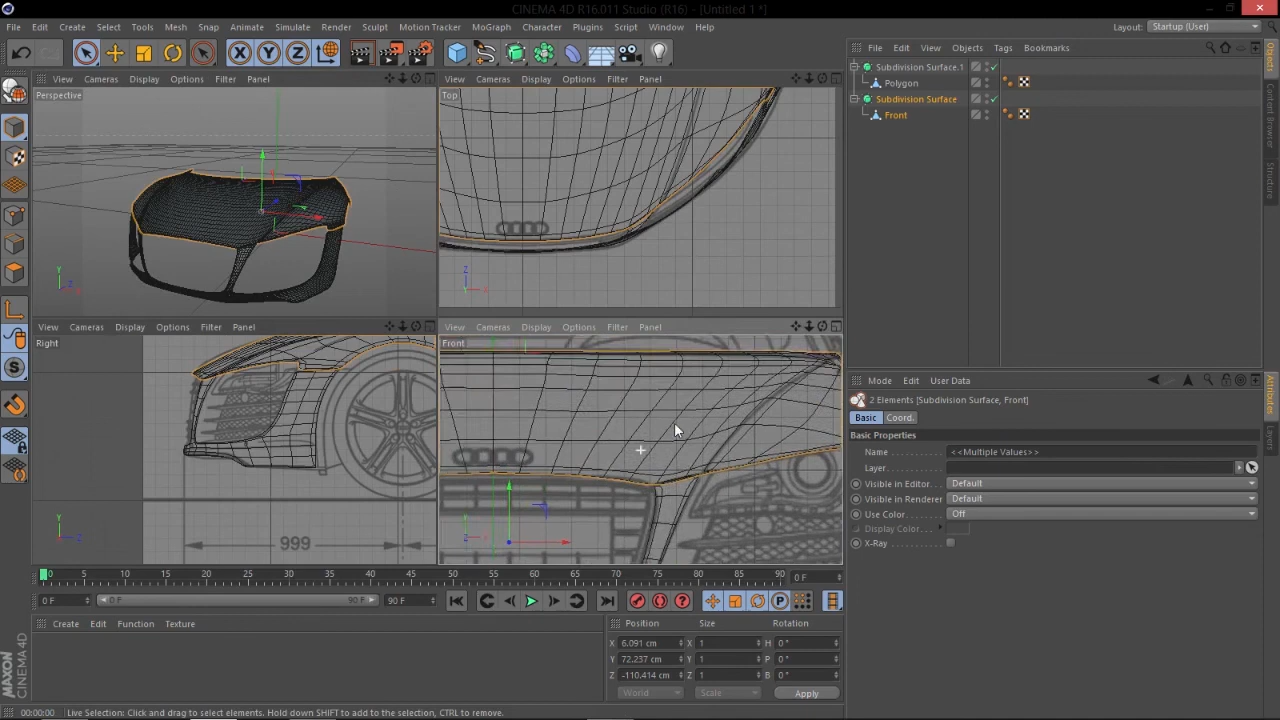 CINEMA 4D R16.011 Studio (R16) - [Untitled 1 *]
File Edit Create Select Tools Mesh Snap Animate Simulate Render Sculpt Motion Tracker MoGraph Character Plugins Script Window Help Layout: Startup (User)
View Cameras Display Options Filter Panel
View Cameras Display Options Filter Panel
File Edit View Objects Tags Bookmarks
Perspective
Top
Subdivision Surface.1
Polygon
Subdivision Surface
Front
View Cameras Display Options Filter Panel
View Cameras Display Options Filter Panel
Right
Front
999
Objects
Content Browser
Structure
Mode Edit User Data
2 Elements [Subdivision Surface, Front]
Basic Coord.
Basic Properties
Name <<Multiple Values>>
Layer
Visible in Editor Default
Visible in Renderer Default
Use Color Off
Display Color
X-Ray
Attributes
Layers
0 5 10 15 20 25 30 35 40 45 50 55 60 65 70 75 80 85 90 0 F
0 F 0 F 90 F 90 F
Create Edit Function Texture
Position Size Rotation
X 6.091 cm X 1 H 0 °
Y 72.237 cm Y 1 P 0 °
Z -110.414 cm Z 1 B 0 °
World Scale Apply
MAXON
CINEMA 4D
00:00:00 Live Selection: Click and drag to select elements. Hold down SHIFT to add to the selection, CTRL to remove.